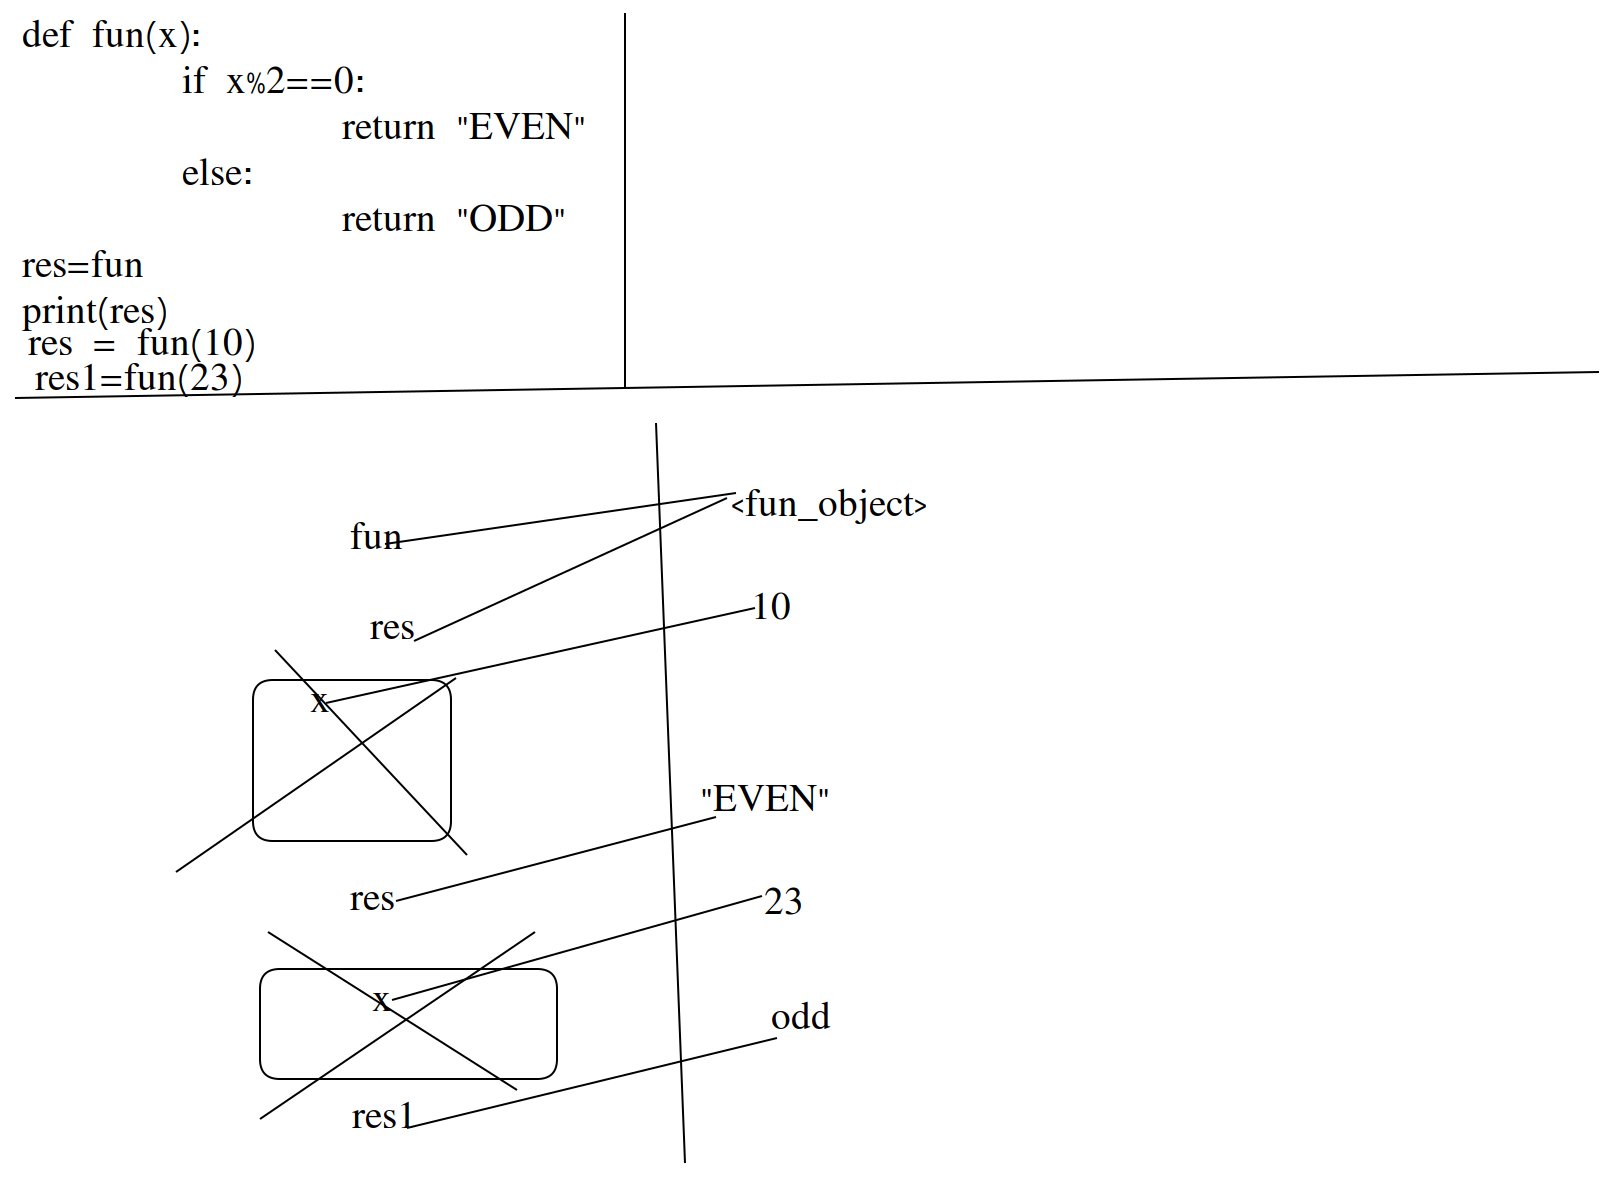 def fun(x):
if x%2==0:
return "EVEN"
else:
return "ODD"
res=fun
print(res)
res = fun(10)
res1=fun(23)
<fun_object>
fun
10
res
x
"EVEN"
res
23
x
odd
res1